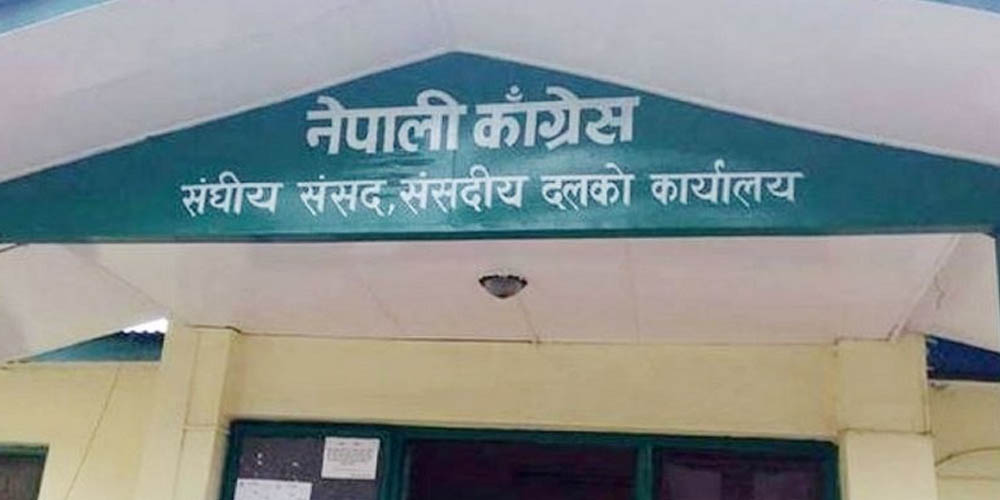 नेपाली काँग्रेस
संघीय संसद,संसदीय दलको कार्यालय